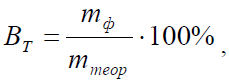 B_T = m_ф / m_теор · 100% ,